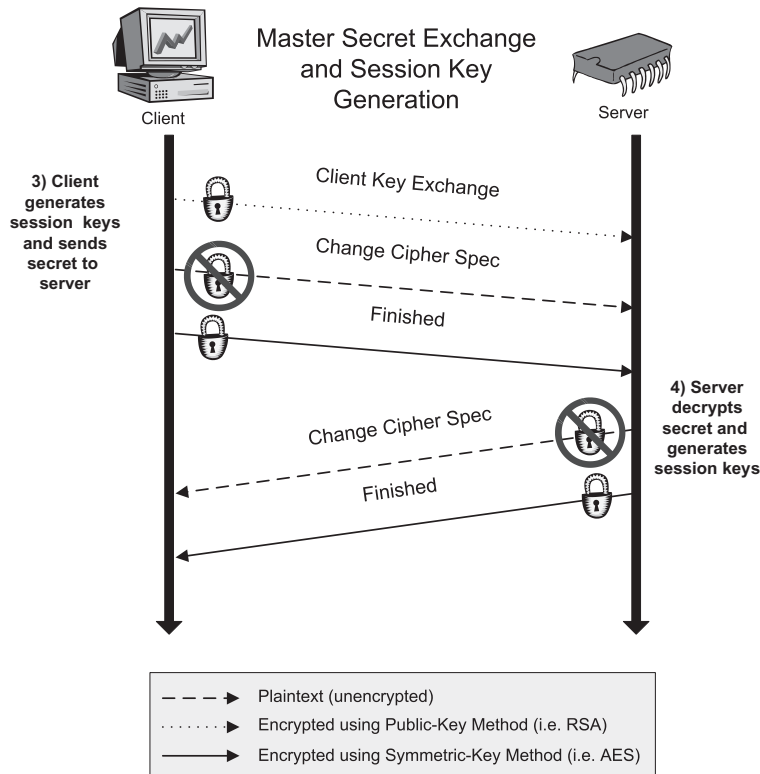 Master Secret Exchange
and Session Key
Generation
Client
Server
3) Client
generates
session keys
and sends
secret to
server
Client Key Exchange
Change Cipher Spec
Finished
4) Server
decrypts
secret and
generates
session keys
Change Cipher Spec
Finished
Plaintext (unencrypted)
Encrypted using Public-Key Method (i.e. RSA)
Encrypted using Symmetric-Key Method (i.e. AES)